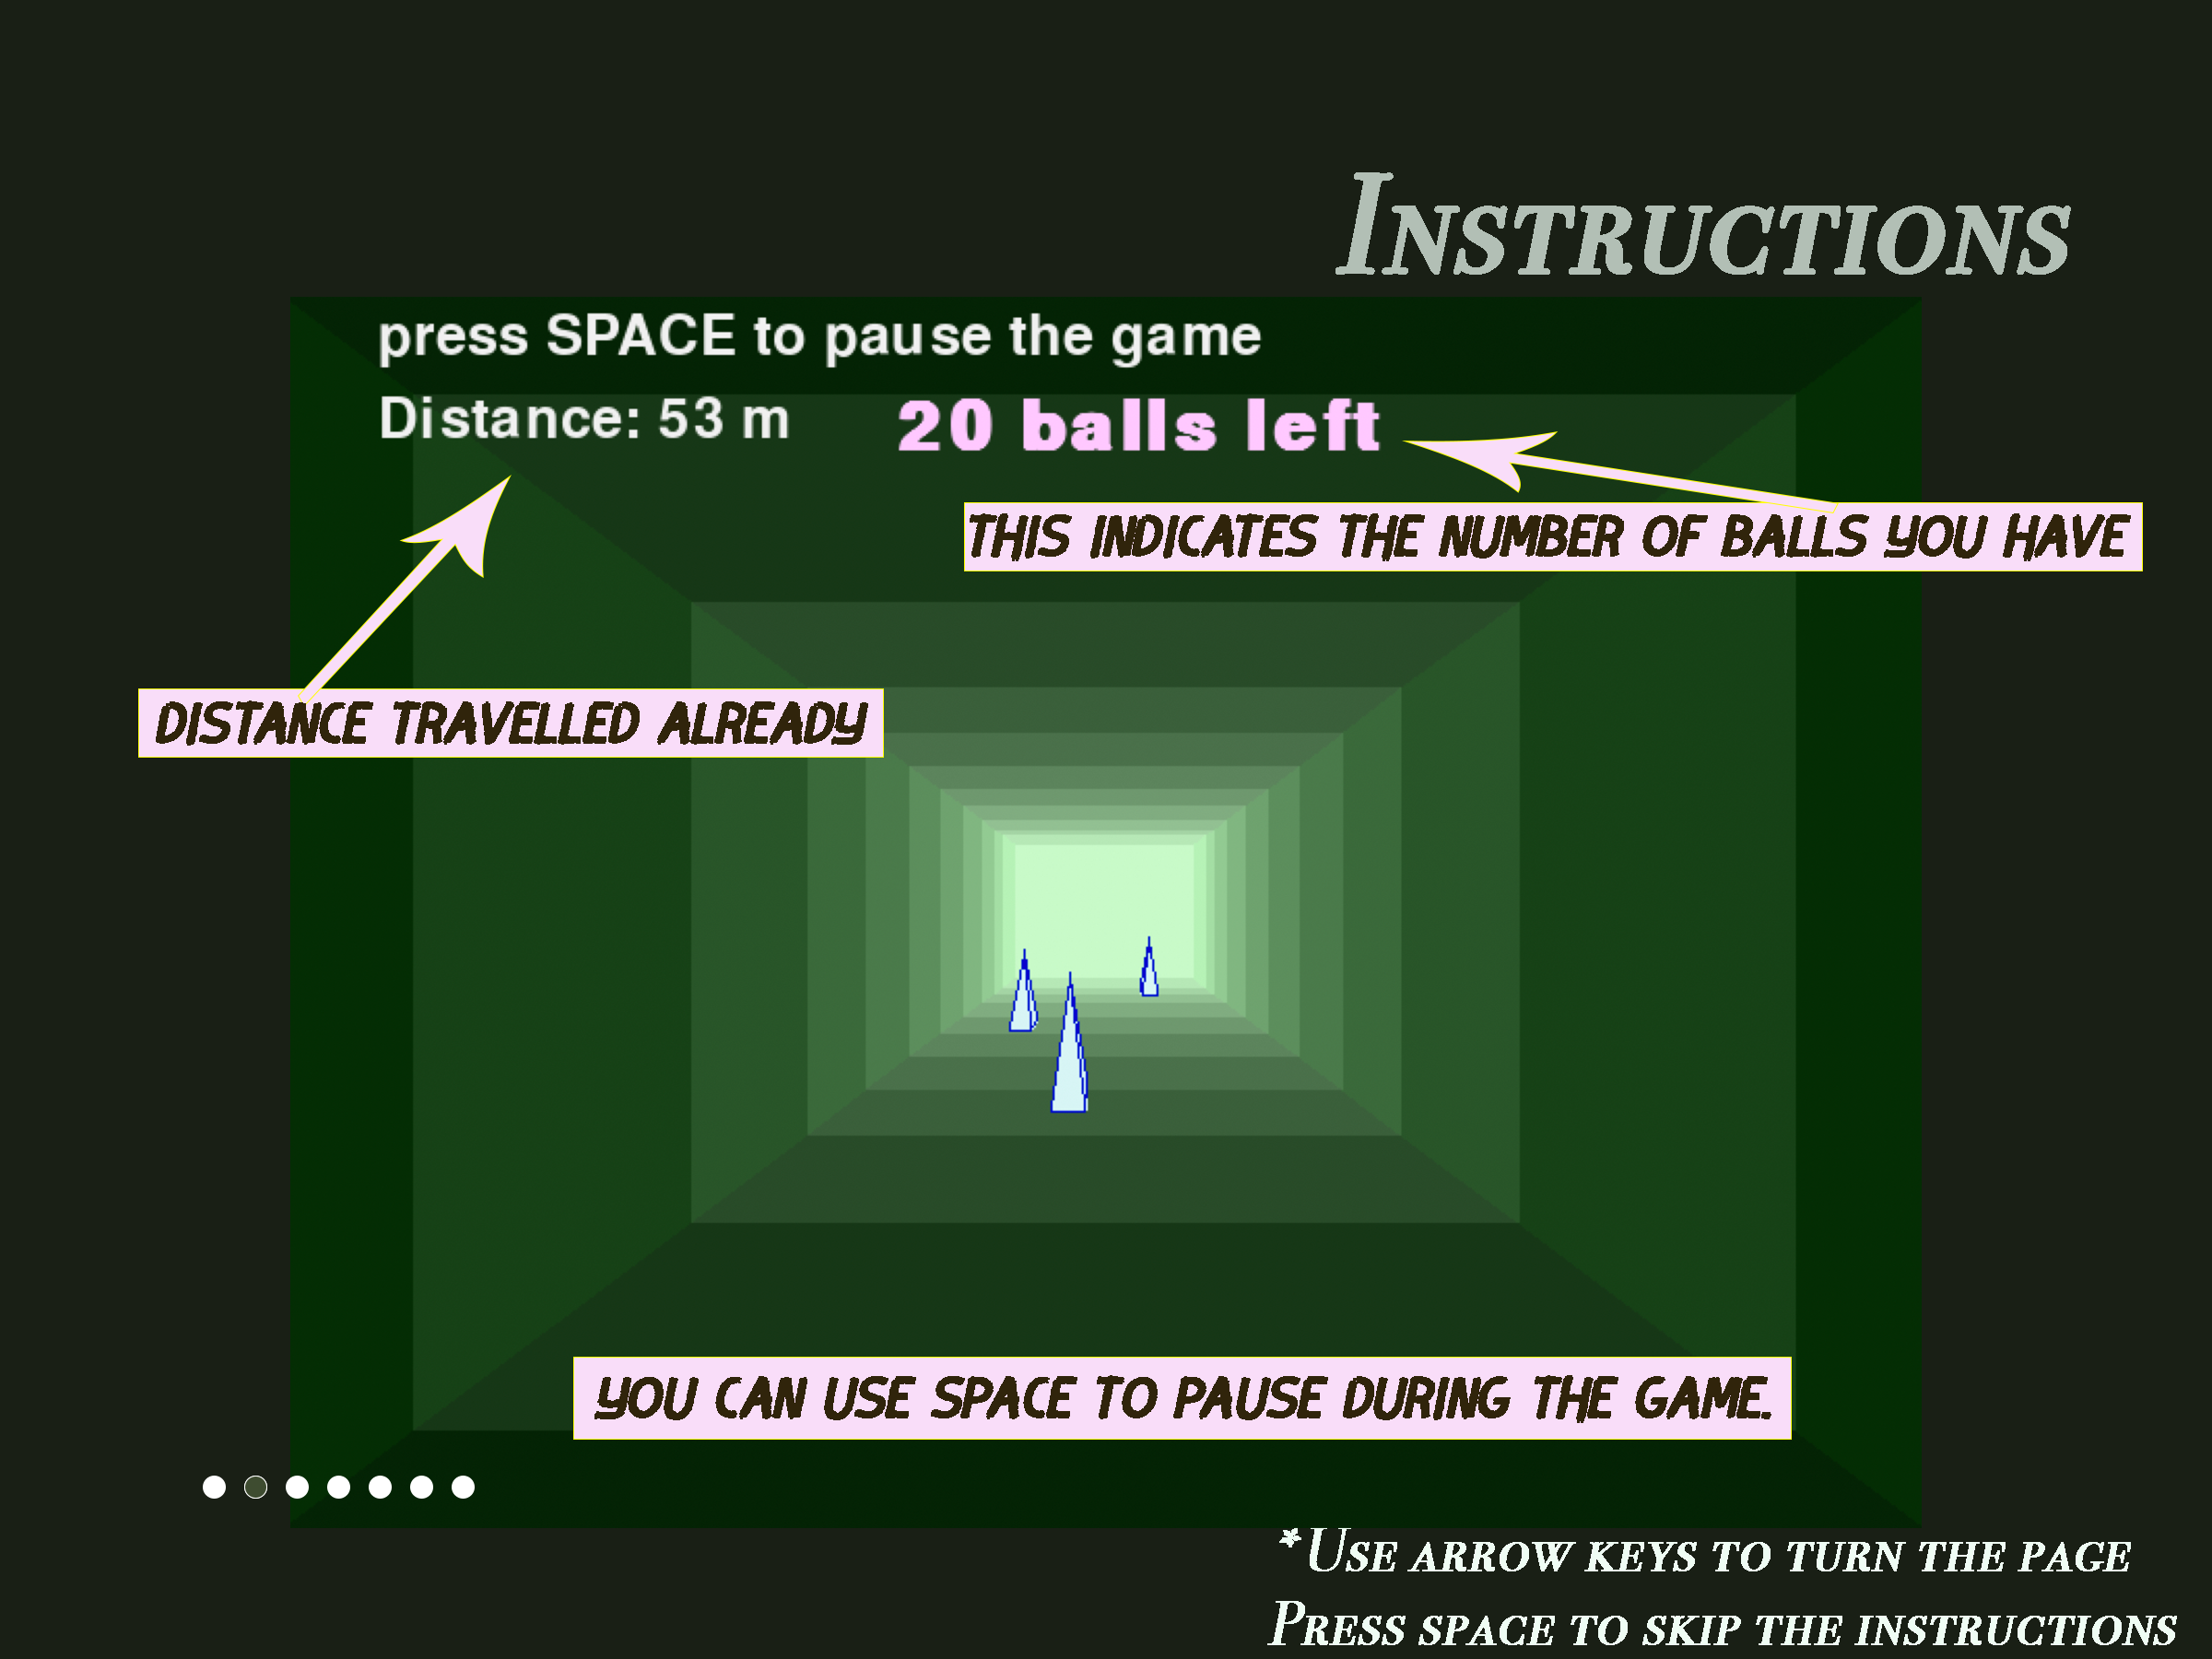 Instructions
press SPACE to pause the game
Distance: 53 m
20 balls left
THIS INDICATES THE NUMBER OF BALLS YOU HAVE
DISTANCE TRAVELLED ALREADY
YOU CAN USE SPACE TO PAUSE DURING THE GAME.
*Use arrow keys to turn the page
Press space to skip the instructions